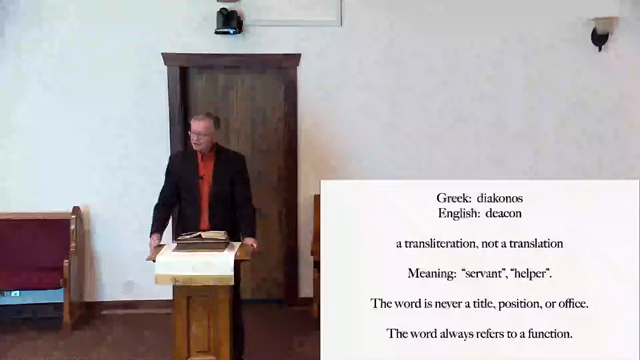 Greek: diakonos
English: deacon
a transliteration, not a translation
Meaning: "servant", "helper".
The word is never a title, position, or office.
The word always refers to a function.